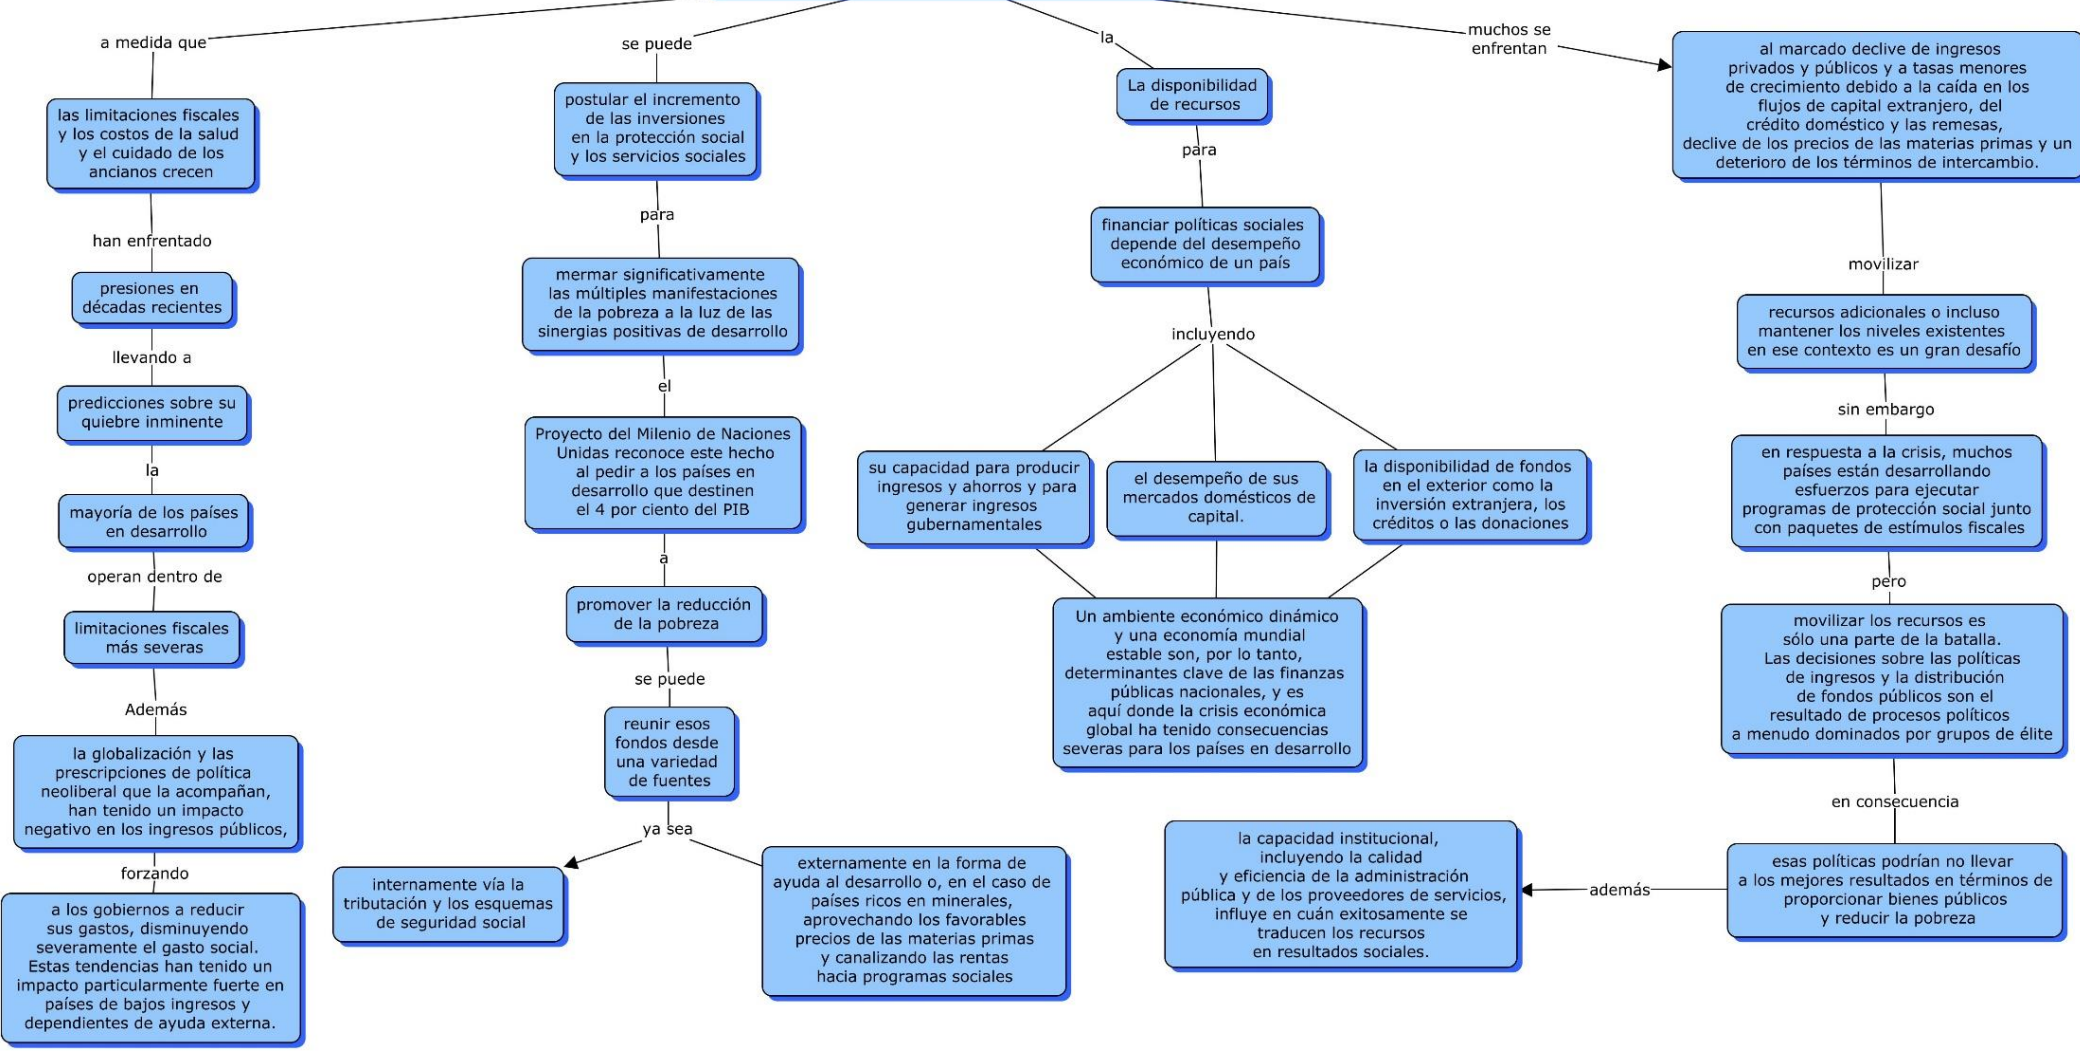 a medida que
las limitaciones fiscales
y los costos de la salud
y el cuidado de los
ancianos crecen
han enfrentado
presiones en
décadas recientes
llevando a
predicciones sobre su
quiebre inminente
la
mayoría de los países
en desarrollo
operan dentro de
limitaciones fiscales
más severas
Además
la globalización y las
prescripciones de política
neoliberal que la acompañan,
han tenido un impacto
negativo en los ingresos públicos,
forzando
a los gobiernos a reducir
sus gastos, disminuyendo
severamente el gasto social.
Estas tendencias han tenido un
impacto particularmente fuerte en
países de bajos ingresos y
dependientes de ayuda externa.
se puede
postular el incremento
de las inversiones
en la protección social
y los servicios sociales
para
mermar significativamente
las múltiples manifestaciones
de la pobreza a la luz de las
sinergias positivas de desarrollo
el
Proyecto del Milenio de Naciones
Unidas reconoce este hecho
al pedir a los países en
desarrollo que destinen
el 4 por ciento del PIB
a
promover la reducción
de la pobreza
se puede
reunir esos
fondos desde
una variedad
de fuentes
ya sea
internamente vía la
tributación y los esquemas
de seguridad social
externamente en la forma de
ayuda al desarrollo o, en el caso de
países ricos en minerales,
aprovechando los favorables
precios de las materias primas
y canalizando las rentas
hacia programas sociales
la
La disponibilidad
de recursos
para
financiar políticas sociales
depende del desempeño
económico de un país
incluyendo
su capacidad para producir
ingresos y ahorros y para
generar ingresos
gubernamentales
el desempeño de sus
mercados domésticos de
capital.
la disponibilidad de fondos
en el exterior como la
inversión extranjera, los
créditos o las donaciones
Un ambiente económico dinámico
y una economía mundial
estable son, por lo tanto,
determinantes clave de las finanzas
públicas nacionales, y es
aquí donde la crisis económica
global ha tenido consecuencias
severas para los países en desarrollo
muchos se
enfrentan
al marcado declive de ingresos
privados y públicos y a tasas menores
de crecimiento debido a la caída en los
flujos de capital extranjero, del
crédito doméstico y las remesas,
declive de los precios de las materias primas y un
deterioro de los términos de intercambio.
movilizar
recursos adicionales o incluso
mantener los niveles existentes
en ese contexto es un gran desafío
sin embargo
en respuesta a la crisis, muchos
países están desarrollando
esfuerzos para ejecutar
programas de protección social junto
con paquetes de estímulos fiscales
pero
movilizar los recursos es
sólo una parte de la batalla.
Las decisiones sobre las políticas
de ingresos y la distribución
de fondos públicos son el
resultado de procesos políticos
a menudo dominados por grupos de élite
en consecuencia
esas políticas podrían no llevar
a los mejores resultados en términos de
proporcionar bienes públicos
y reducir la pobreza
además
la capacidad institucional,
incluyendo la calidad
y eficiencia de la administración
pública y de los proveedores de servicios,
influye en cuán exitosamente se
traducen los recursos
en resultados sociales.